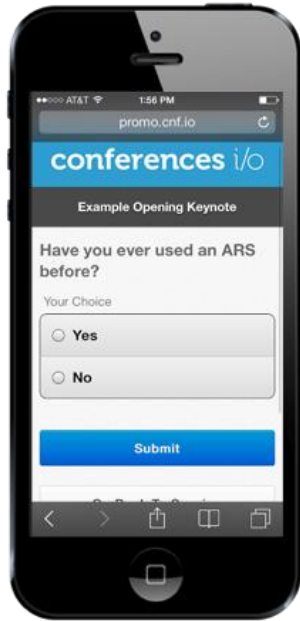 AT&T 1:56 PM
promo.cnf.io
conferences i/o
Example Opening Keynote
Have you ever used an ARS
before?
Your Choice
Yes
No
Submit